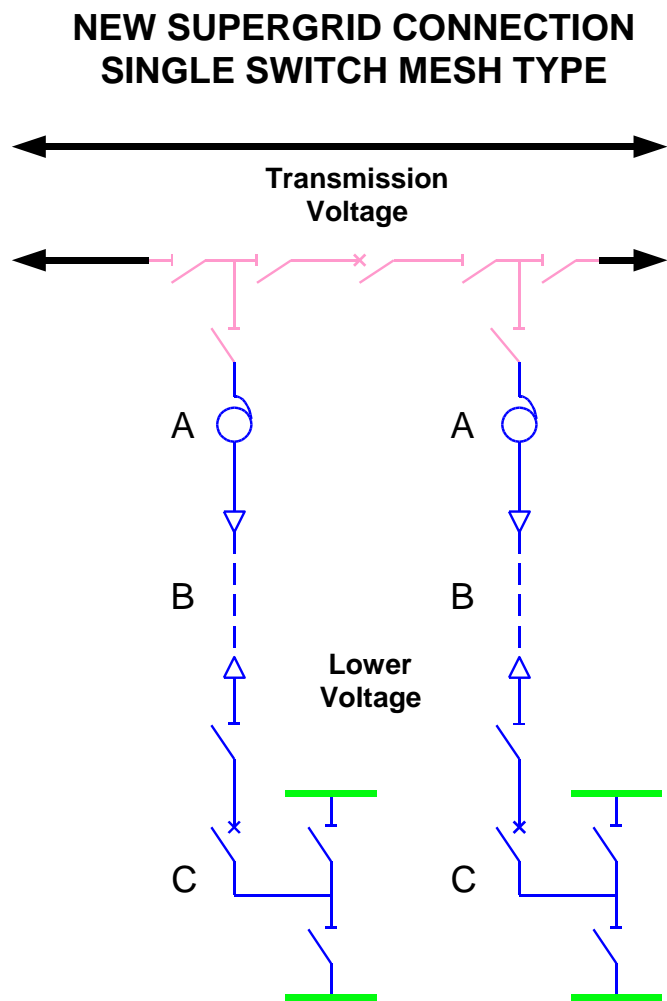 NEW SUPERGRID CONNECTION
SINGLE SWITCH MESH TYPE
Transmission
Voltage
A
A
B
B
Lower
Voltage
C
C